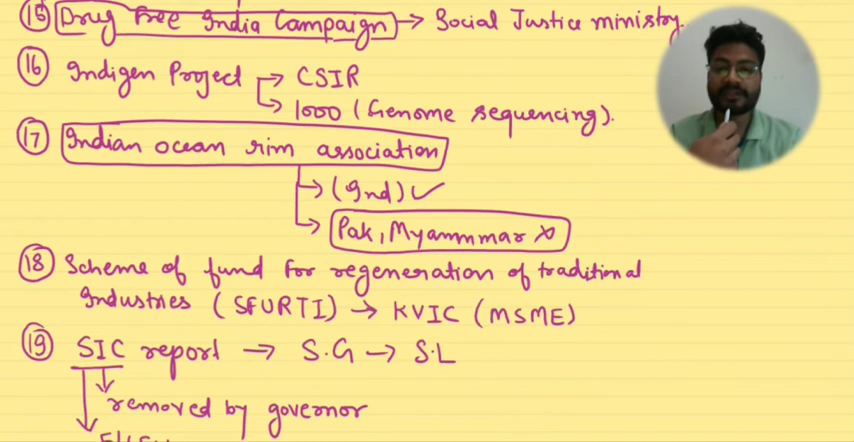 15 Drug Free India Campaign → Social Justice ministry.
16 Indigen Project → CSIR
→ 1000 (Genome sequencing).
17 Indian ocean rim association
→ (Ind) ✓
→ Pak, Myammmar ✗
18 Scheme of fund for regeneration of traditional
Industries (SFURTI) → KVIC (MSME)
19 SIC report → S.G → S.L
removed by governor